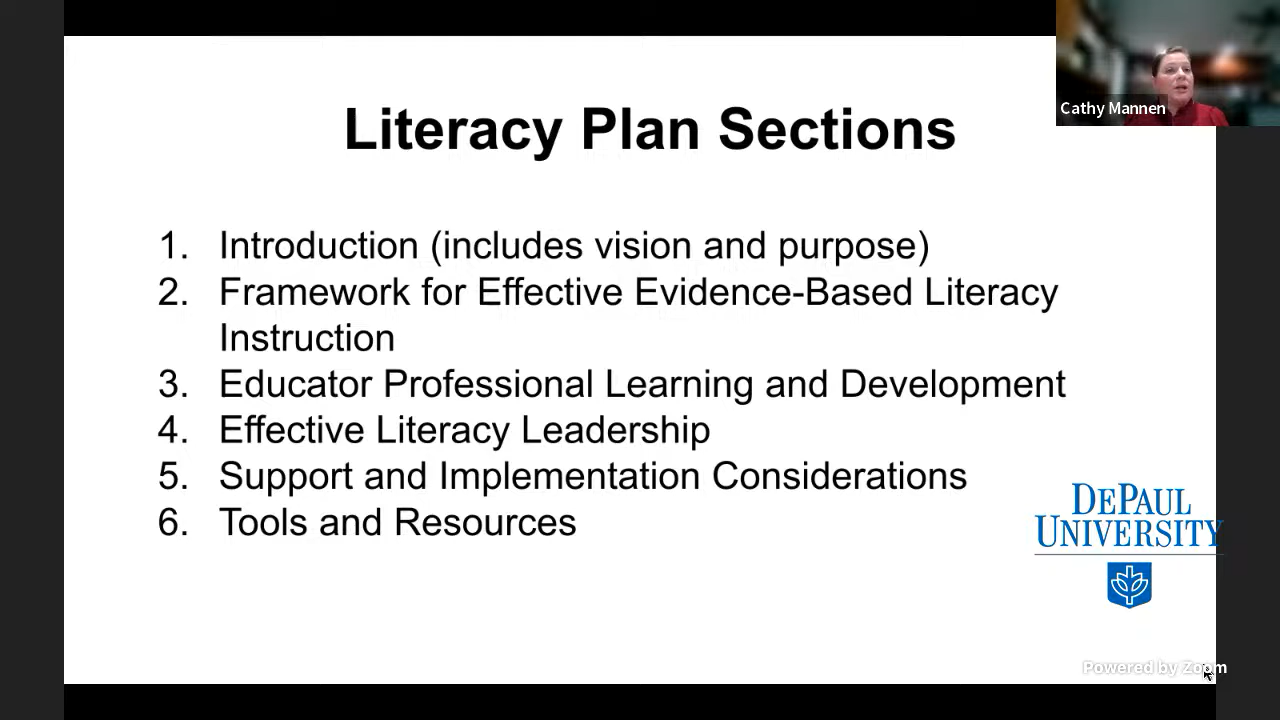 Cathy Mannen
Literacy Plan Sections
1. Introduction (includes vision and purpose)
2. Framework for Effective Evidence-Based Literacy
Instruction
3. Educator Professional Learning and Development
4. Effective Literacy Leadership
5. Support and Implementation Considerations
6. Tools and Resources
DEPAUL
UNIVERSITY
Powered by Zoom